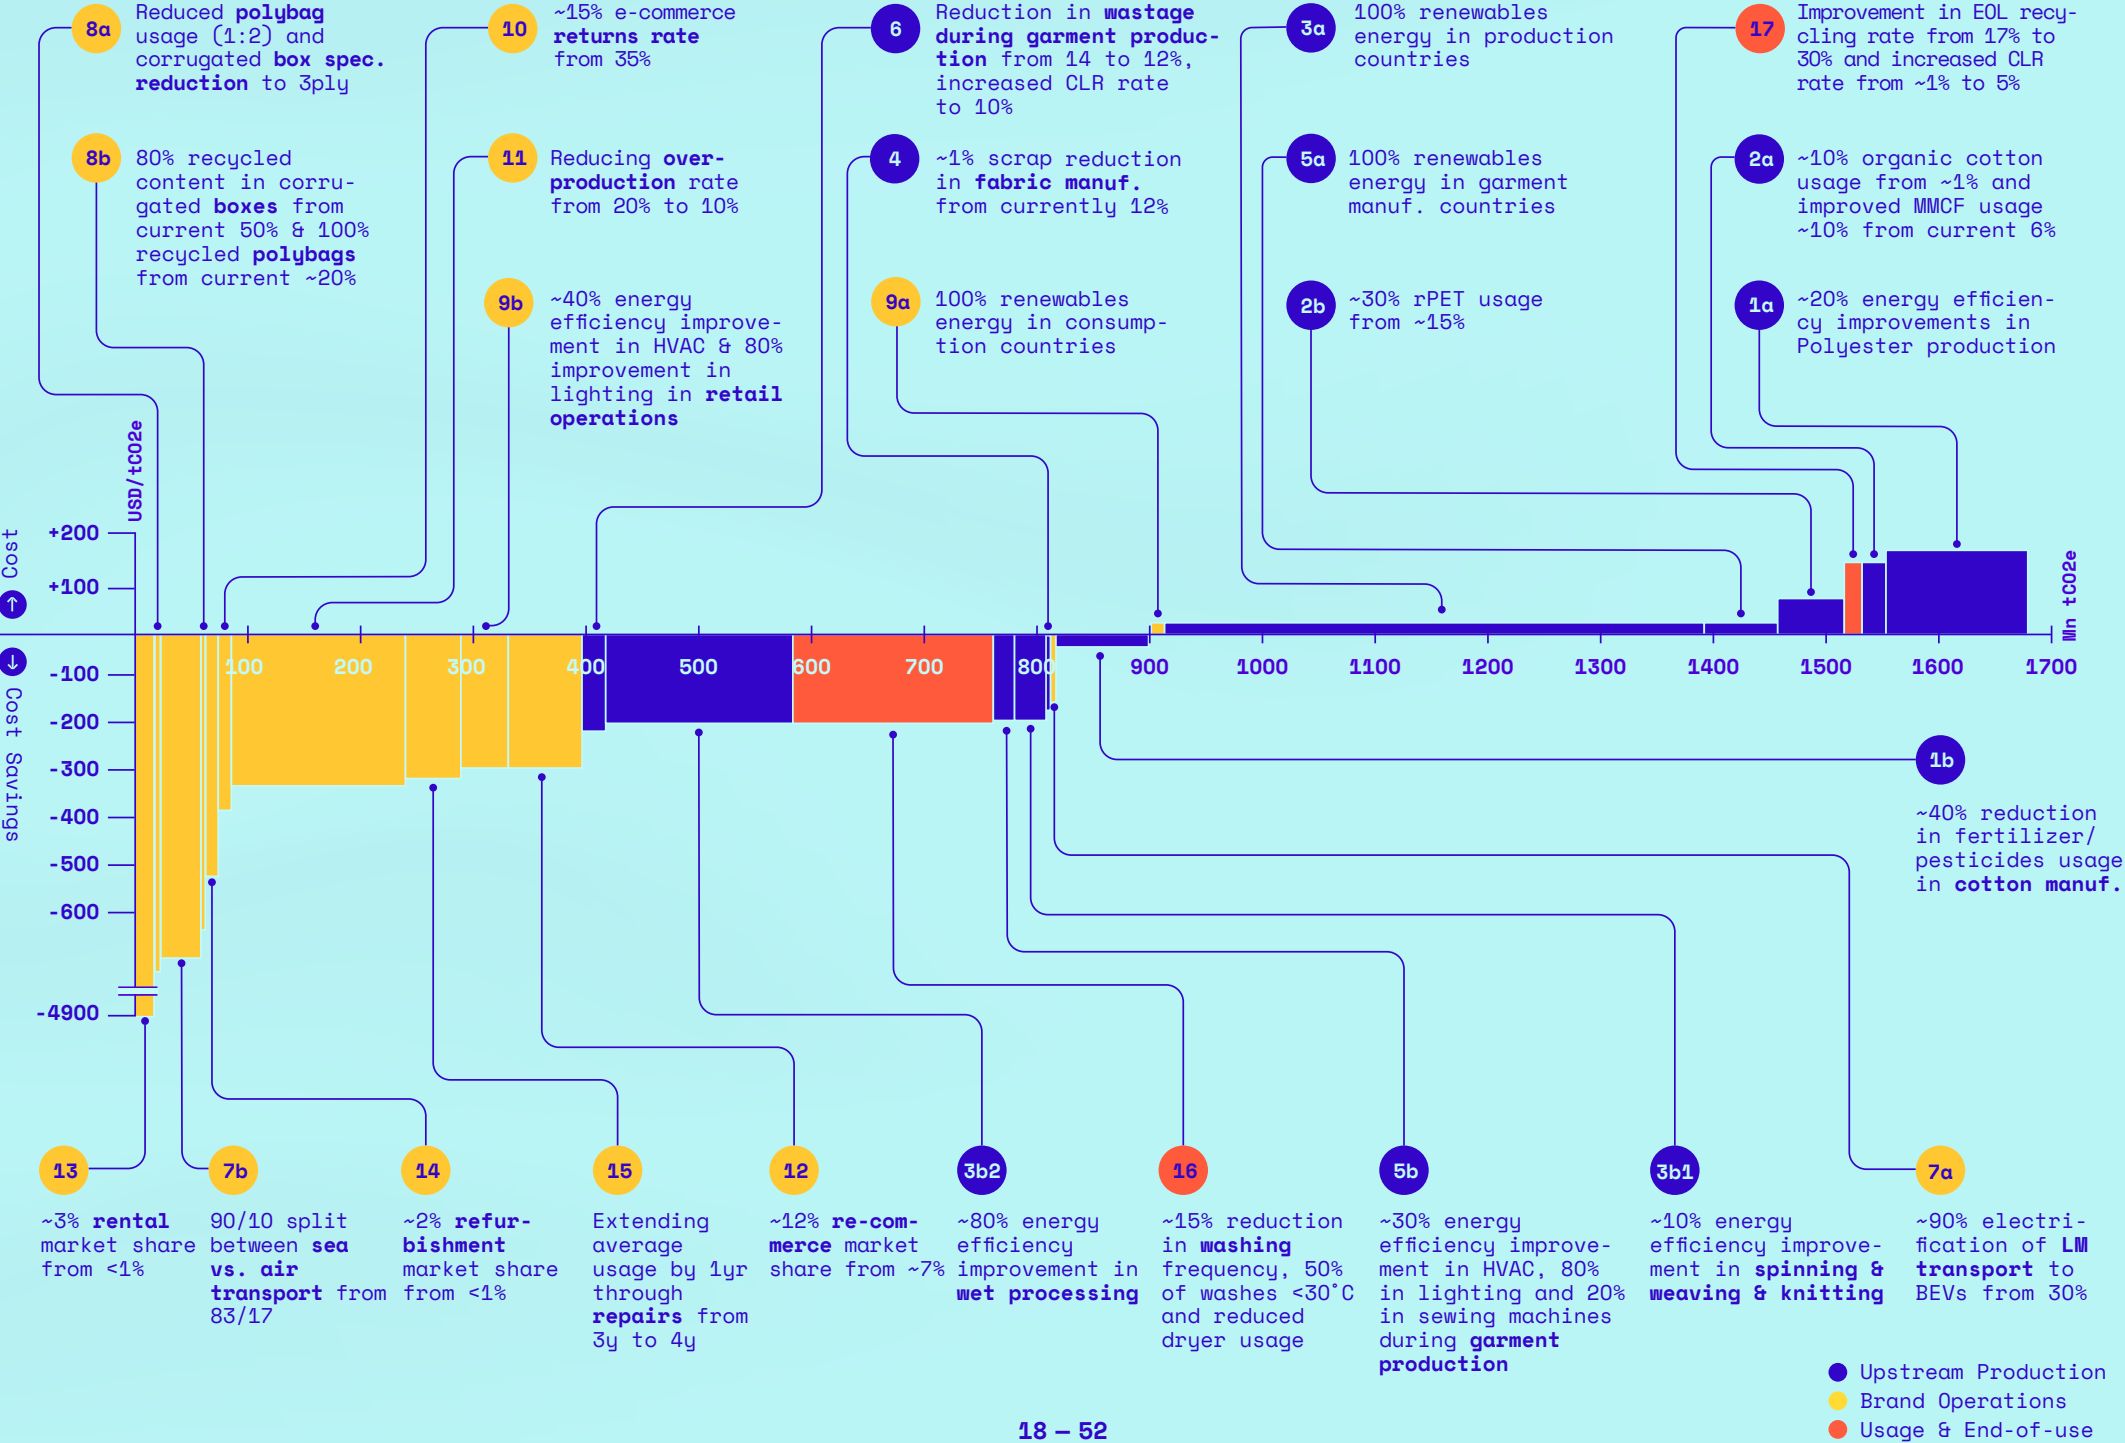 8a
Reduced polybag
usage (1:2) and
corrugated box spec.
reduction to 3ply
10
~15% e-commerce
returns rate
from 35%
6
Reduction in wastage
during garment produc-
tion from 14 to 12%,
increased CLR rate
to 10%
3a
100% renewables
energy in production
countries
17
Improvement in EOL recy-
cling rate from 17% to
30% and increased CLR
rate from ~1% to 5%
8b
80% recycled
content in corru-
gated boxes from
current 50% & 100%
recycled polybags
from current ~20%
11
Reducing over-
production rate
from 20% to 10%
4
~1% scrap reduction
in fabric manuf.
from currently 12%
5a
100% renewables
energy in garment
manuf. countries
2a
~10% organic cotton
usage from ~1% and
improved MMCF usage
~10% from current 6%
9b
~40% energy
efficiency improve-
ment in HVAC & 80%
improvement in
lighting in retail
operations
9a
100% renewables
energy in consump-
tion countries
2b
~30% rPET usage
from ~15%
1a
~20% energy efficien-
cy improvements in
Polyester production
USD/tCO2e
Cost
↑
+200
+100
Mn tCO2e
↓
Cost Savings
100 200 300 400 500 600 700 800 900 1000 1100 1200 1300 1400 1500 1600 1700
-100
-200
-300
-400
-500
-600
-4900
1b
~40% reduction
in fertilizer/
pesticides usage
in cotton manuf.
13
~3% rental
market share
from <1%
7b
90/10 split
between sea
vs. air
transport from
83/17
14
~2% refur-
bishment
market share
from <1%
15
Extending
average
usage by 1yr
through
repairs from
3y to 4y
12
~12% re-com-
merce market
share from ~7%
3b2
~80% energy
efficiency
improvement in
wet processing
16
~15% reduction
in washing
frequency, 50%
of washes <30°C
and reduced
dryer usage
5b
~30% energy
efficiency improve-
ment in HVAC, 80%
in lighting and 20%
in sewing machines
during garment
production
3b1
~10% energy
efficiency improve-
ment in spinning &
weaving & knitting
7a
~90% electri-
fication of LM
transport to
BEVs from 30%
Upstream Production
Brand Operations
Usage & End-of-use
18 — 52